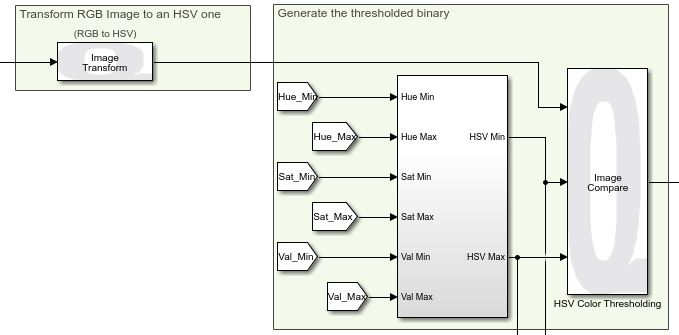 Transform RGB Image to an HSV one
(RGB to HSV)
Image
Transform
Generate the thresholded binary
Hue_Min
Hue Min
Hue_Max
Hue Max
HSV Min
Sat_Min
Sat Min
Sat_Max
Sat Max
Val_Min
Val Min
HSV Max
Val_Max
Val Max
Image
Compare
HSV Color Thresholding